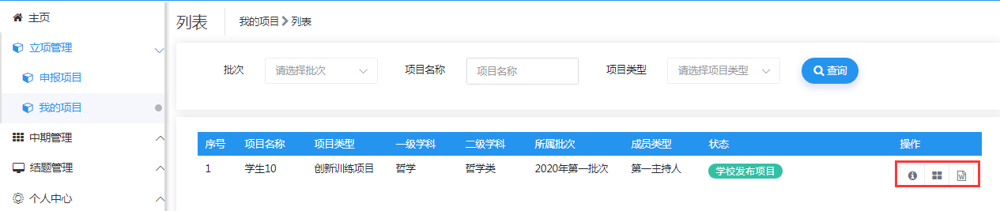 主页
立项管理
申报项目
我的项目
中期管理
结题管理
个人中心
列表 我的项目 列表
批次 请选择批次 项目名称 项目名称 项目类型 请选择项目类型 查询
序号 项目名称 项目类型 一级学科 二级学科 所属批次 成员类型 状态 操作
1 学生10 创新训练项目 哲学 哲学类 2020年第一批次 第一主持人 学校发布项目